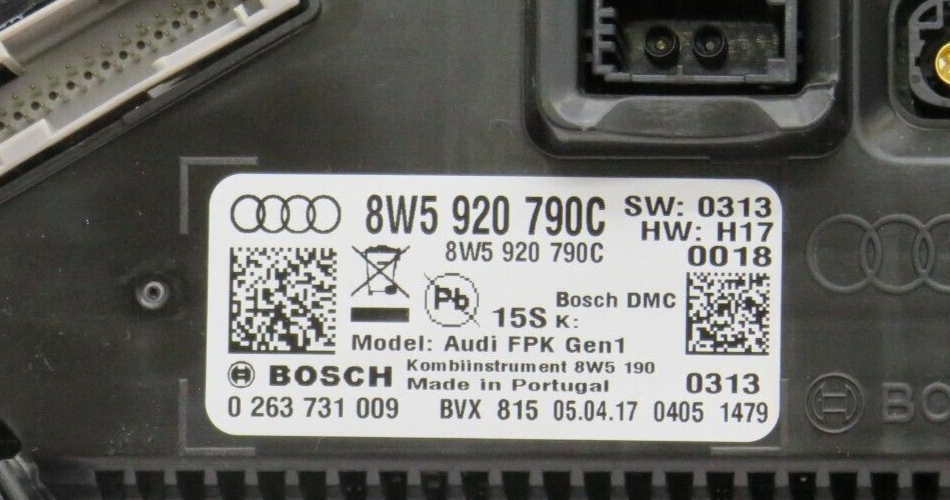 8W5 920 790C SW: 0313
HW: H17
8W5 920 790C 0018
Pb
15S K: Bosch DMC
Model: Audi FPK Gen1
BOSCH Kombiinstrument 8W5 190
Made in Portugal 0313
0 263 731 009 BVX 815 05.04.17 0405 1479
BO